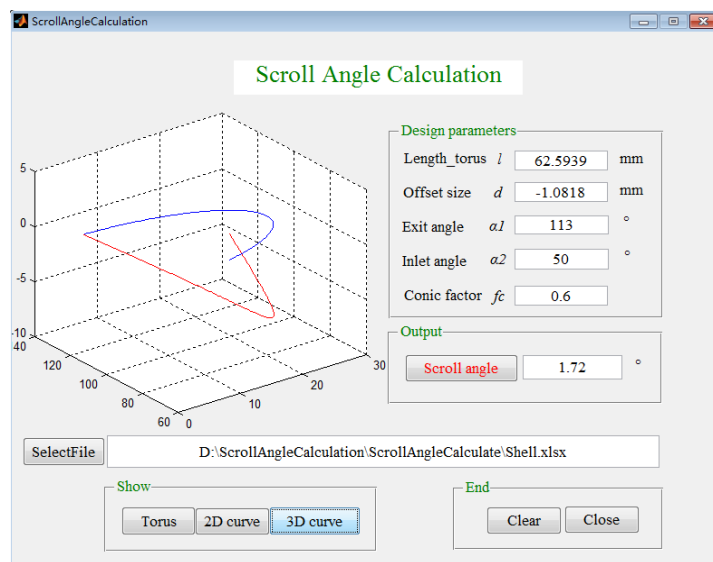 ScrollAngleCalculation
Scroll Angle Calculation
5
0
-5
-10
40
120
100
80
60
0
10
20
30
Design parameters
Length_torus l 62.5939 mm
Offset size d -1.0818 mm
Exit angle α1 113 °
Inlet angle α2 50 °
Conic factor fc 0.6
Output
Scroll angle 1.72 °
SelectFile D:\ScrollAngleCalculation\ScrollAngleCalculate\Shell.xlsx
Show
Torus 2D curve 3D curve
End
Clear Close